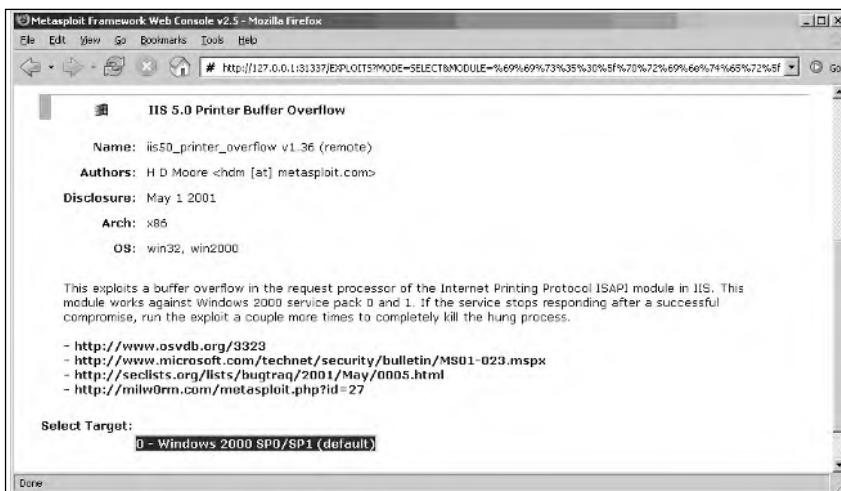 Metasploit Framework Web Console v2.5 - Mozilla Firefox
File Edit View Go Bookmarks Tools Help
# http://127.0.0.1:31337/EXPLOITS?MODE=SELECT&MODULE=%69%69%73%35%30%5f%70%72%69%6e%74%65%72%5f Go
IIS 5.0 Printer Buffer Overflow
Name: iis50_printer_overflow v1.36 (remote)
Authors: H D Moore <hdm [at] metasploit.com>
Disclosure: May 1 2001
Arch: x86
OS: win32, win2000
This exploits a buffer overflow in the request processor of the Internet Printing Protocol ISAPI module in IIS. This
module works against Windows 2000 service pack 0 and 1. If the service stops responding after a successful
compromise, run the exploit a couple more times to completely kill the hung process.
- http://www.osvdb.org/3323
- http://www.microsoft.com/technet/security/bulletin/MS01-023.mspx
- http://seclists.org/lists/bugtraq/2001/May/0005.html
- http://milw0rm.com/metasploit.php?id=27
Select Target:
0 - Windows 2000 SP0/SP1 (default)
Done